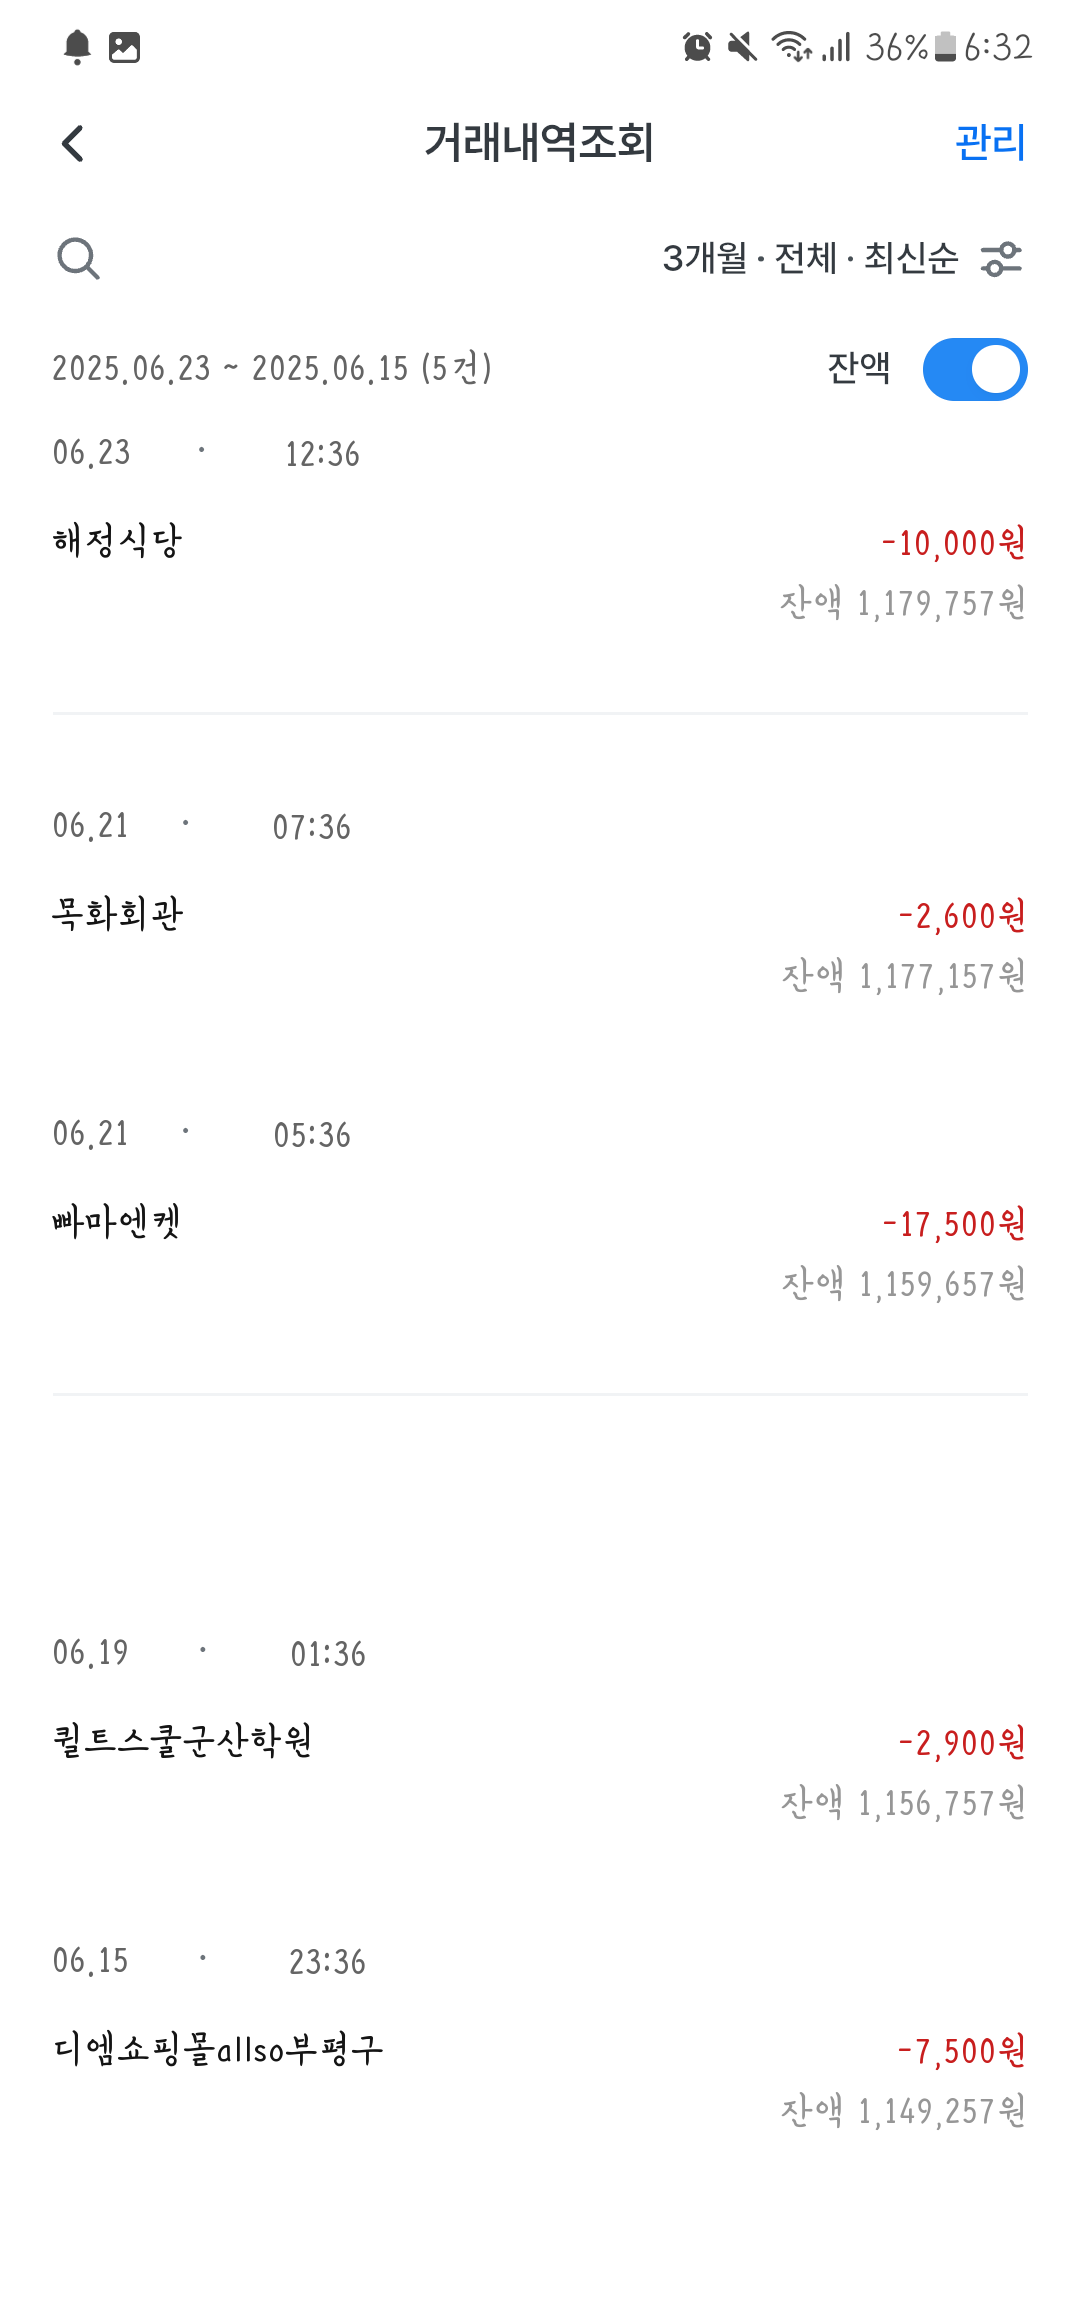 36% 6:32
거래내역조회 관리
3개월 · 전체 · 최신순
2025.06.23 ~ 2025.06.15 (5건) 잔액
06.23 · 12:36
해정식당 -10,000원
잔액 1,179,757원
06.21 · 07:36
목화회관 -2,600원
잔액 1,177,157원
06.21 · 05:36
빠마엔켓 -17,500원
잔액 1,159,657원
06.19 · 01:36
퀼트스쿨군산학원 -2,900원
잔액 1,156,757원
06.15 · 23:36
디엠쇼핑몰allso부평구 -7,500원
잔액 1,149,257원